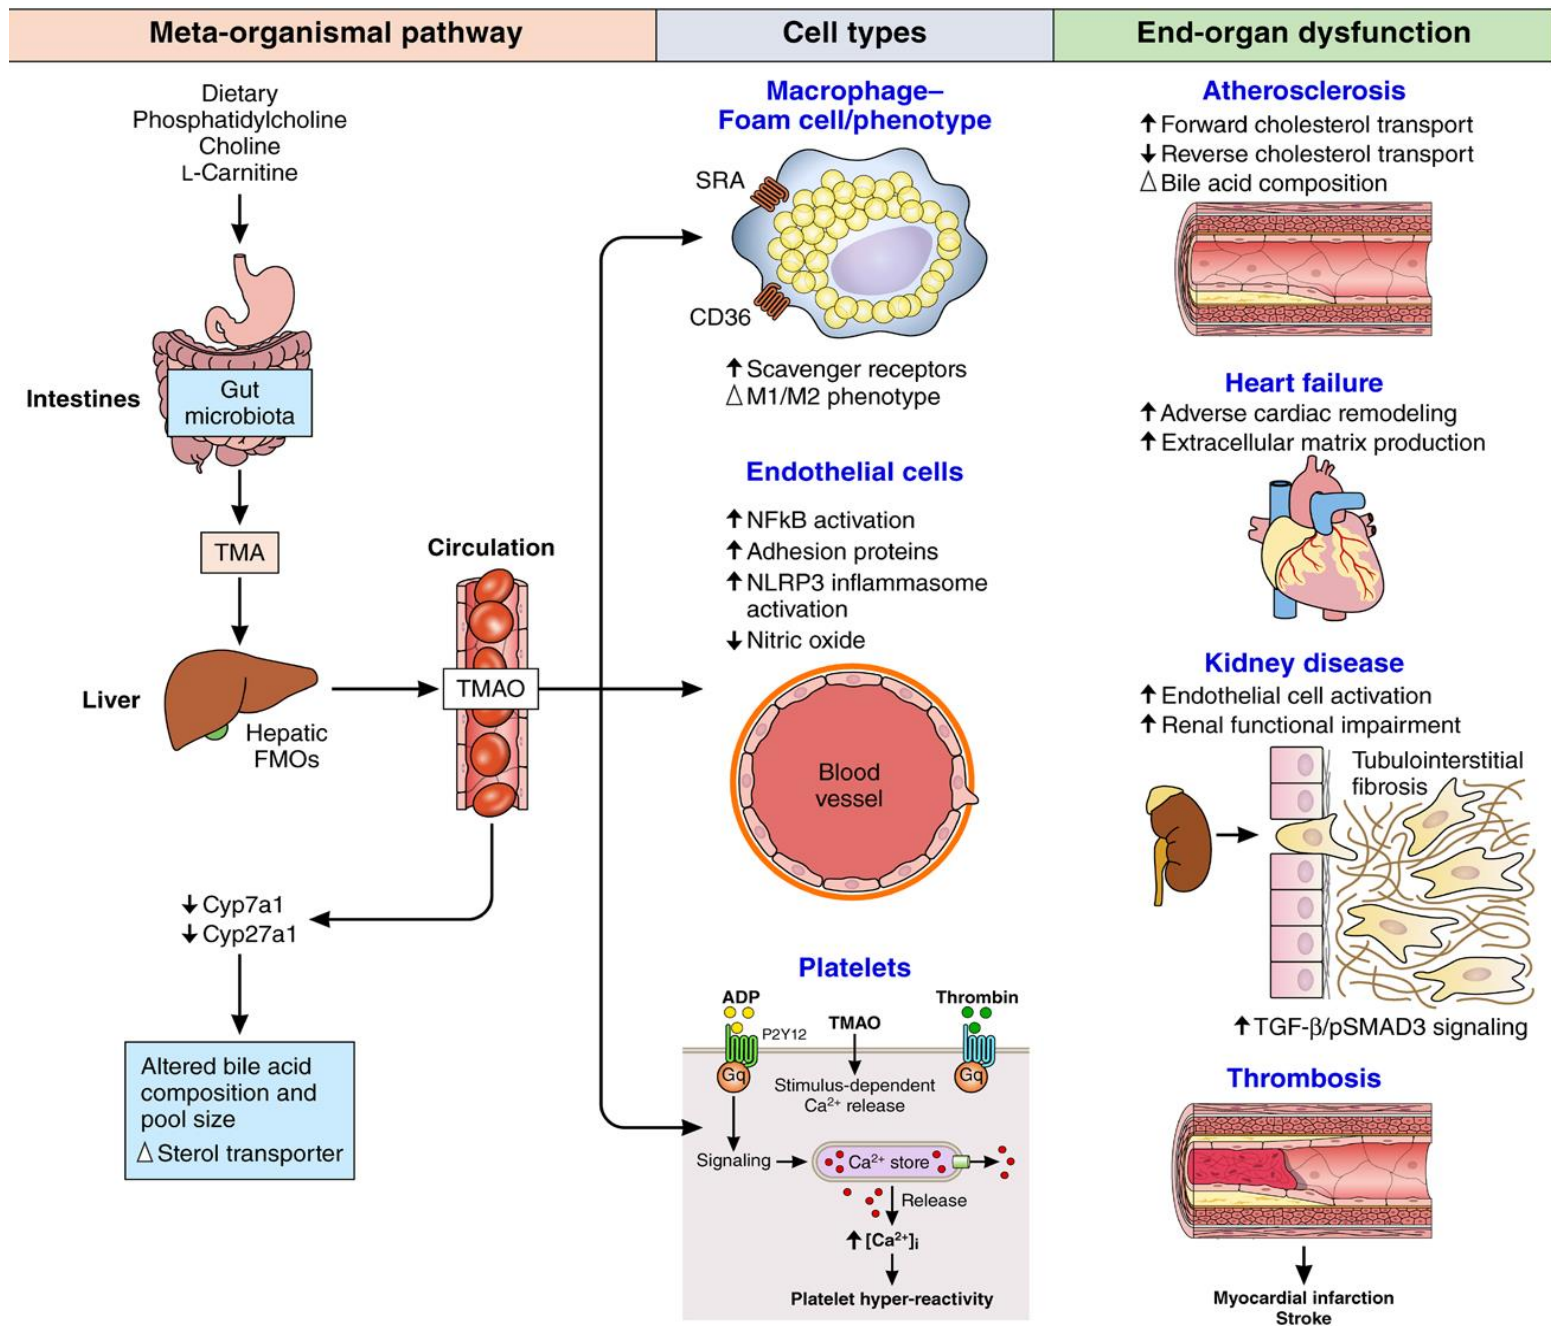 Meta-organismal pathway
Cell types
End-organ dysfunction
Dietary
Phosphatidylcholine
Choline
L-Carnitine
Intestines
Gut
microbiota
TMA
Liver
Hepatic
FMOs
Circulation
TMAO
↓ Cyp7a1
↓ Cyp27a1
Altered bile acid
composition and
pool size
△ Sterol transporter
Macrophage–
Foam cell/phenotype
SRA
CD36
↑ Scavenger receptors
△ M1/M2 phenotype
Endothelial cells
↑ NFkB activation
↑ Adhesion proteins
↑ NLRP3 inflammasome
activation
↓ Nitric oxide
Blood
vessel
Platelets
ADP
P2Y12
Gq
TMAO
Thrombin
Gq
Stimulus-dependent
Ca²⁺ release
Signaling
Ca²⁺ store
Release
↑ [Ca²⁺]ᵢ
Platelet hyper-reactivity
Atherosclerosis
↑ Forward cholesterol transport
↓ Reverse cholesterol transport
△ Bile acid composition
Heart failure
↑ Adverse cardiac remodeling
↑ Extracellular matrix production
Kidney disease
↑ Endothelial cell activation
↑ Renal functional impairment
Tubulointerstitial
fibrosis
↑ TGF-β/pSMAD3 signaling
Thrombosis
Myocardial infarction
Stroke